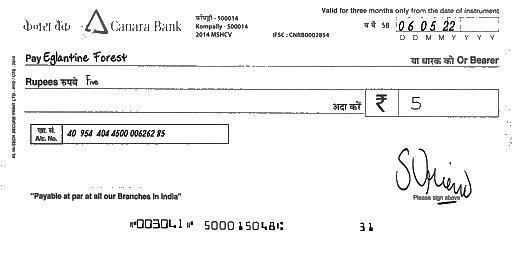 केनरा बैंक Canara Bank
कोंपल्ली - 500014
Kompally - 500014
2014 MSHCV
IFSC : CNRB0002854
Valid for three months only from the date of instrument
SB 06 05 22
D D M M Y Y Y Y
Pay Eglantine Forest या धारक को Or Bearer
Rupees रुपये Five
अदा करें ₹ 5
खा. सं.
A/c. No. 40 954 404 4500 006262 85
Please sign above
"Payable at par at all our Branches in India"
⑈003041⑈ 500015048⑆ 31